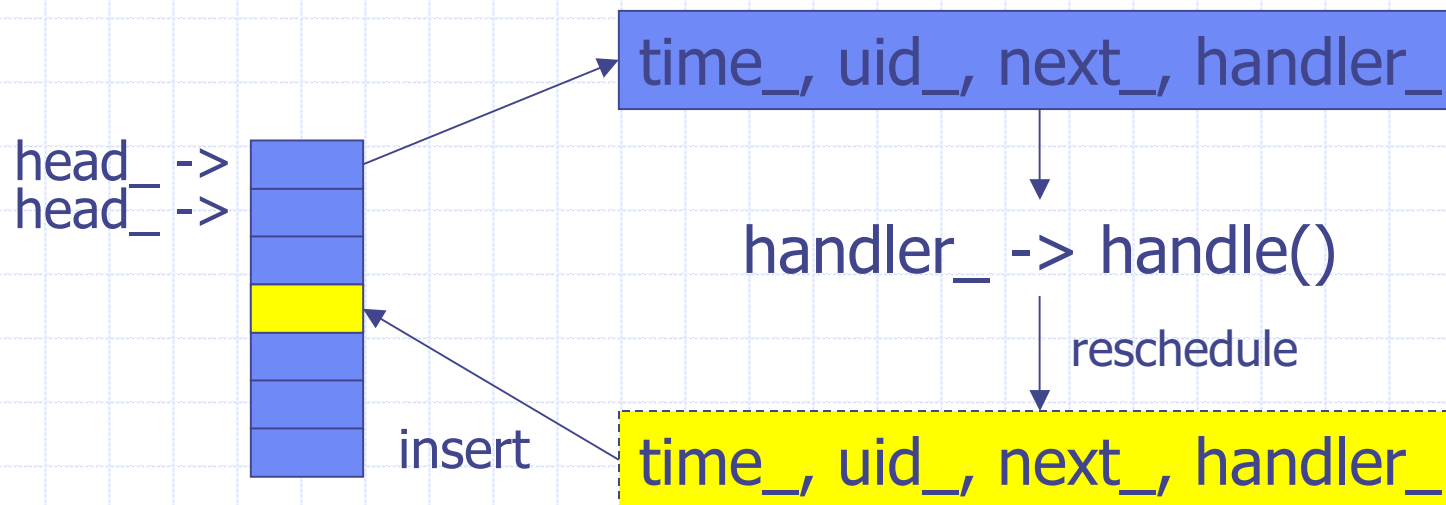 time_, uid_, next_, handler_
head_ ->
head_ ->
handler_ -> handle()
reschedule
insert
time_, uid_, next_, handler_